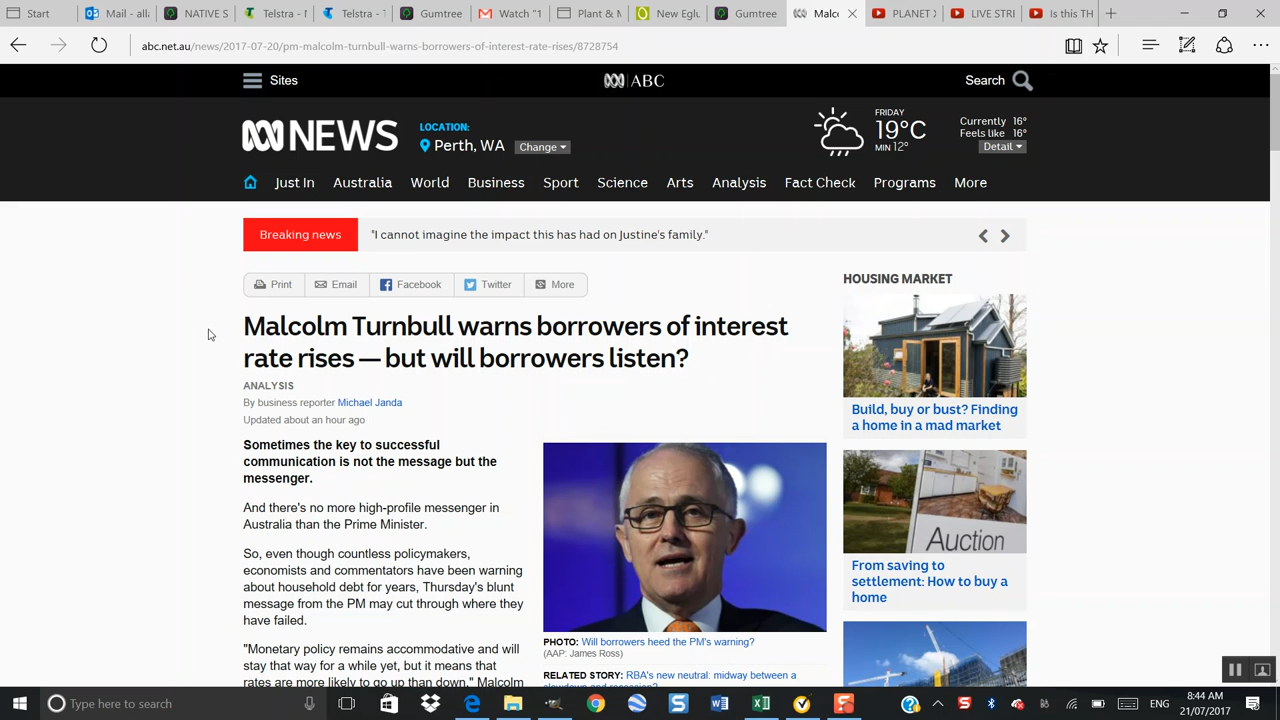 Start
Mail - alla
NATIVE S
Telstra - M
Telstra - T
Gumtree
Watch "1
Plant & M
New Eglu
Gumtree
Malc
PLANET X
LIVE STRE
Is this TH
abc.net.au/news/2017-07-20/pm-malcolm-turnbull-warns-borrowers-of-interest-rate-rises/8728754
Sites
ABC
Search
NEWS
LOCATION:
Perth, WA
Change
FRIDAY
19°C
MIN 12°
Currently 16°
Feels like 16°
Detail
Just In Australia World Business Sport Science Arts Analysis Fact Check Programs More
Breaking news
"I cannot imagine the impact this has had on Justine's family."
Print Email Facebook Twitter More
Malcolm Turnbull warns borrowers of interest
rate rises — but will borrowers listen?
ANALYSIS
By business reporter Michael Janda
Updated about an hour ago
Sometimes the key to successful
communication is not the message but the
messenger.
And there's no more high-profile messenger in
Australia than the Prime Minister.
So, even though countless policymakers,
economists and commentators have been warning
about household debt for years, Thursday's blunt
message from the PM may cut through where they
have failed.
"Monetary policy remains accommodative and will
stay that way for a while yet, but it means that
rates are more likely to go up than down," Malcolm
PHOTO: Will borrowers heed the PM's warning?
(AAP: James Ross)
RELATED STORY: RBA's new neutral: midway between a
slowdown and recession?
HOUSING MARKET
Build, buy or bust? Finding
a home in a mad market
Auction
From saving to
settlement: How to buy a
home
Type here to search
ENG
8:44 AM
21/07/2017